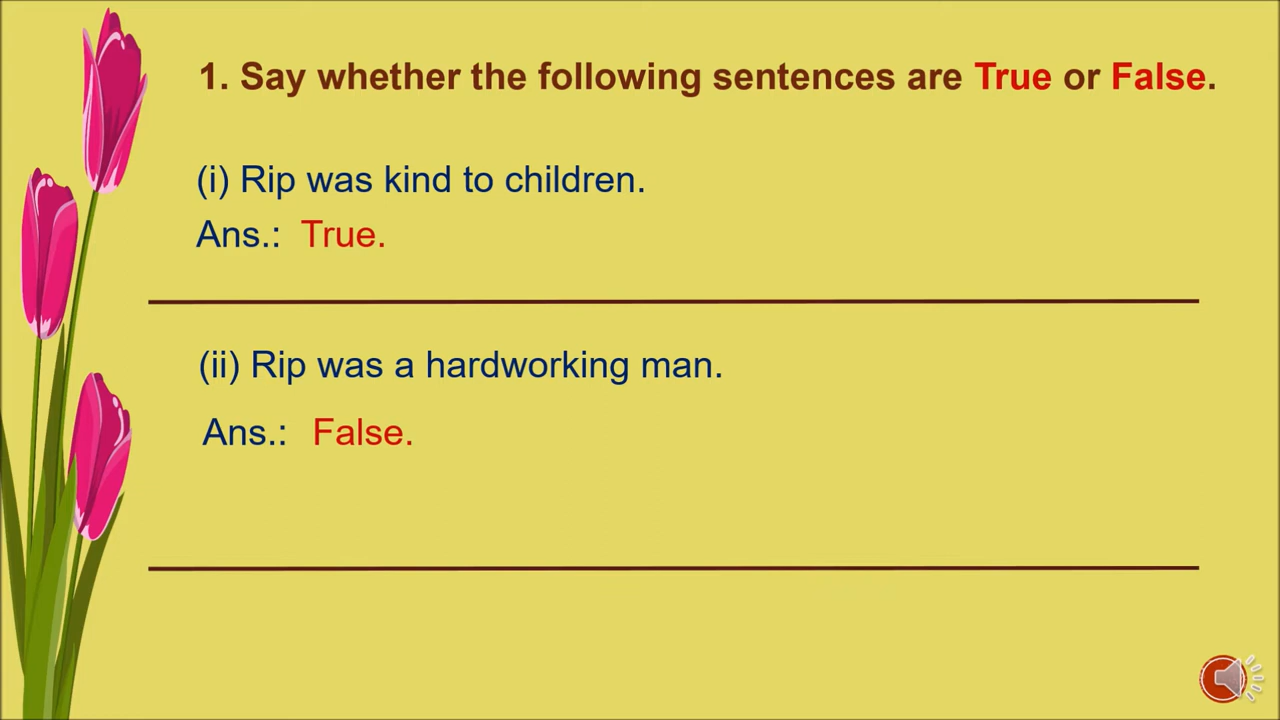 1. Say whether the following sentences are True or False.
(i) Rip was kind to children.
Ans.: True.
(ii) Rip was a hardworking man.
Ans.: False.